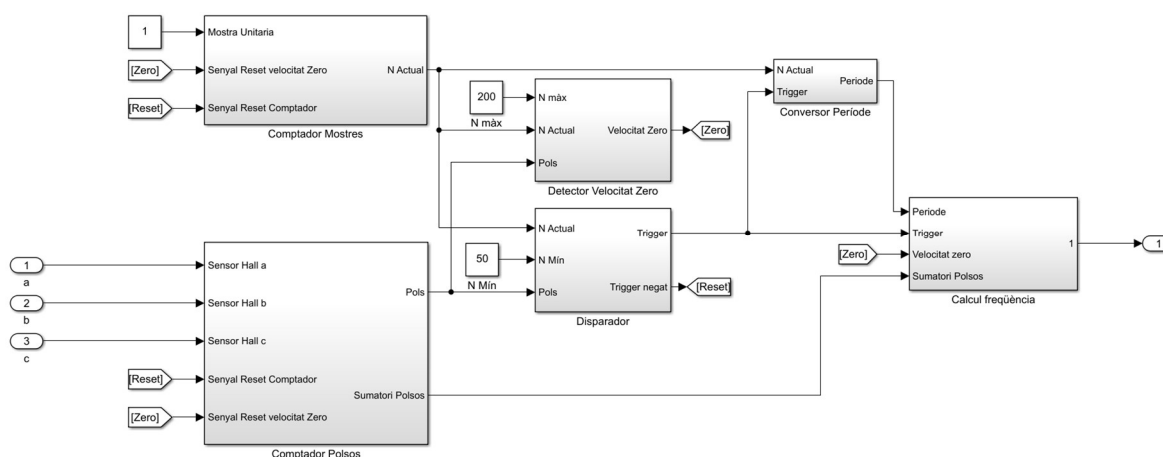 1
Mostra Unitaria
[Zero]
Senyal Reset velocitat Zero
N Actual
[Reset]
Senyal Reset Comptador
Comptador Mostres
200
N màx
N màx
N Actual
Velocitat Zero
[Zero]
Pols
Detector Velocitat Zero
N Actual
Trigger
Periode
Conversor Període
N Actual
Trigger
50
N Mín
N Mín
Pols
Trigger negat
[Reset]
Disparador
Periode
Trigger
1
1
[Zero]
Velocitat zero
Sumatori Polsos
Calcul freqüència
1
a
Sensor Hall a
2
b
Sensor Hall b
Pols
3
c
Sensor Hall c
[Reset]
Senyal Reset Comptador
Sumatori Polsos
[Zero]
Senyal Reset velocitat Zero
Comptador Polsos